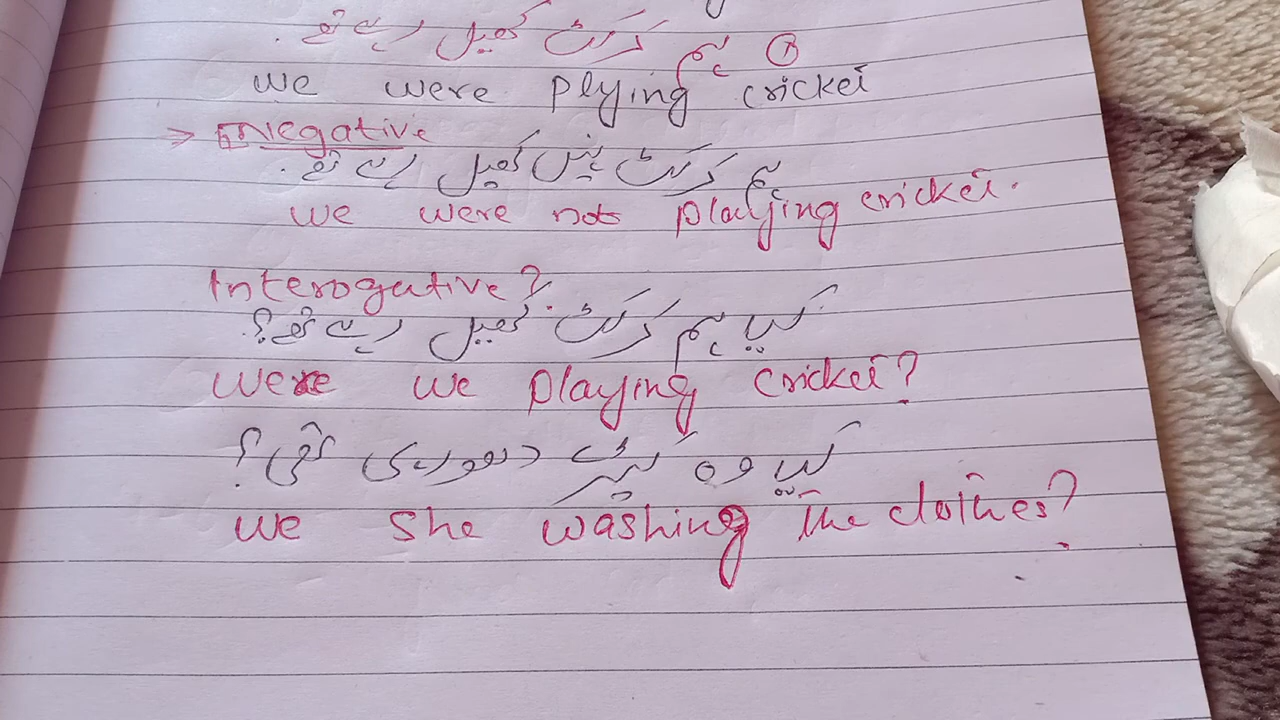 ① ہم کرکٹ کھیل رہے تھے.
we were plying cricket
⇒ Negative
ہم کرکٹ نہیں کھیل رہے تھے.
we were not playing cricket.
Interogative?
کیا ہم کرکٹ کھیل رہے تھے؟
were we playing cricket?
کیا وہ کپڑے دھو رہی تھی؟
we she washing the clothes?